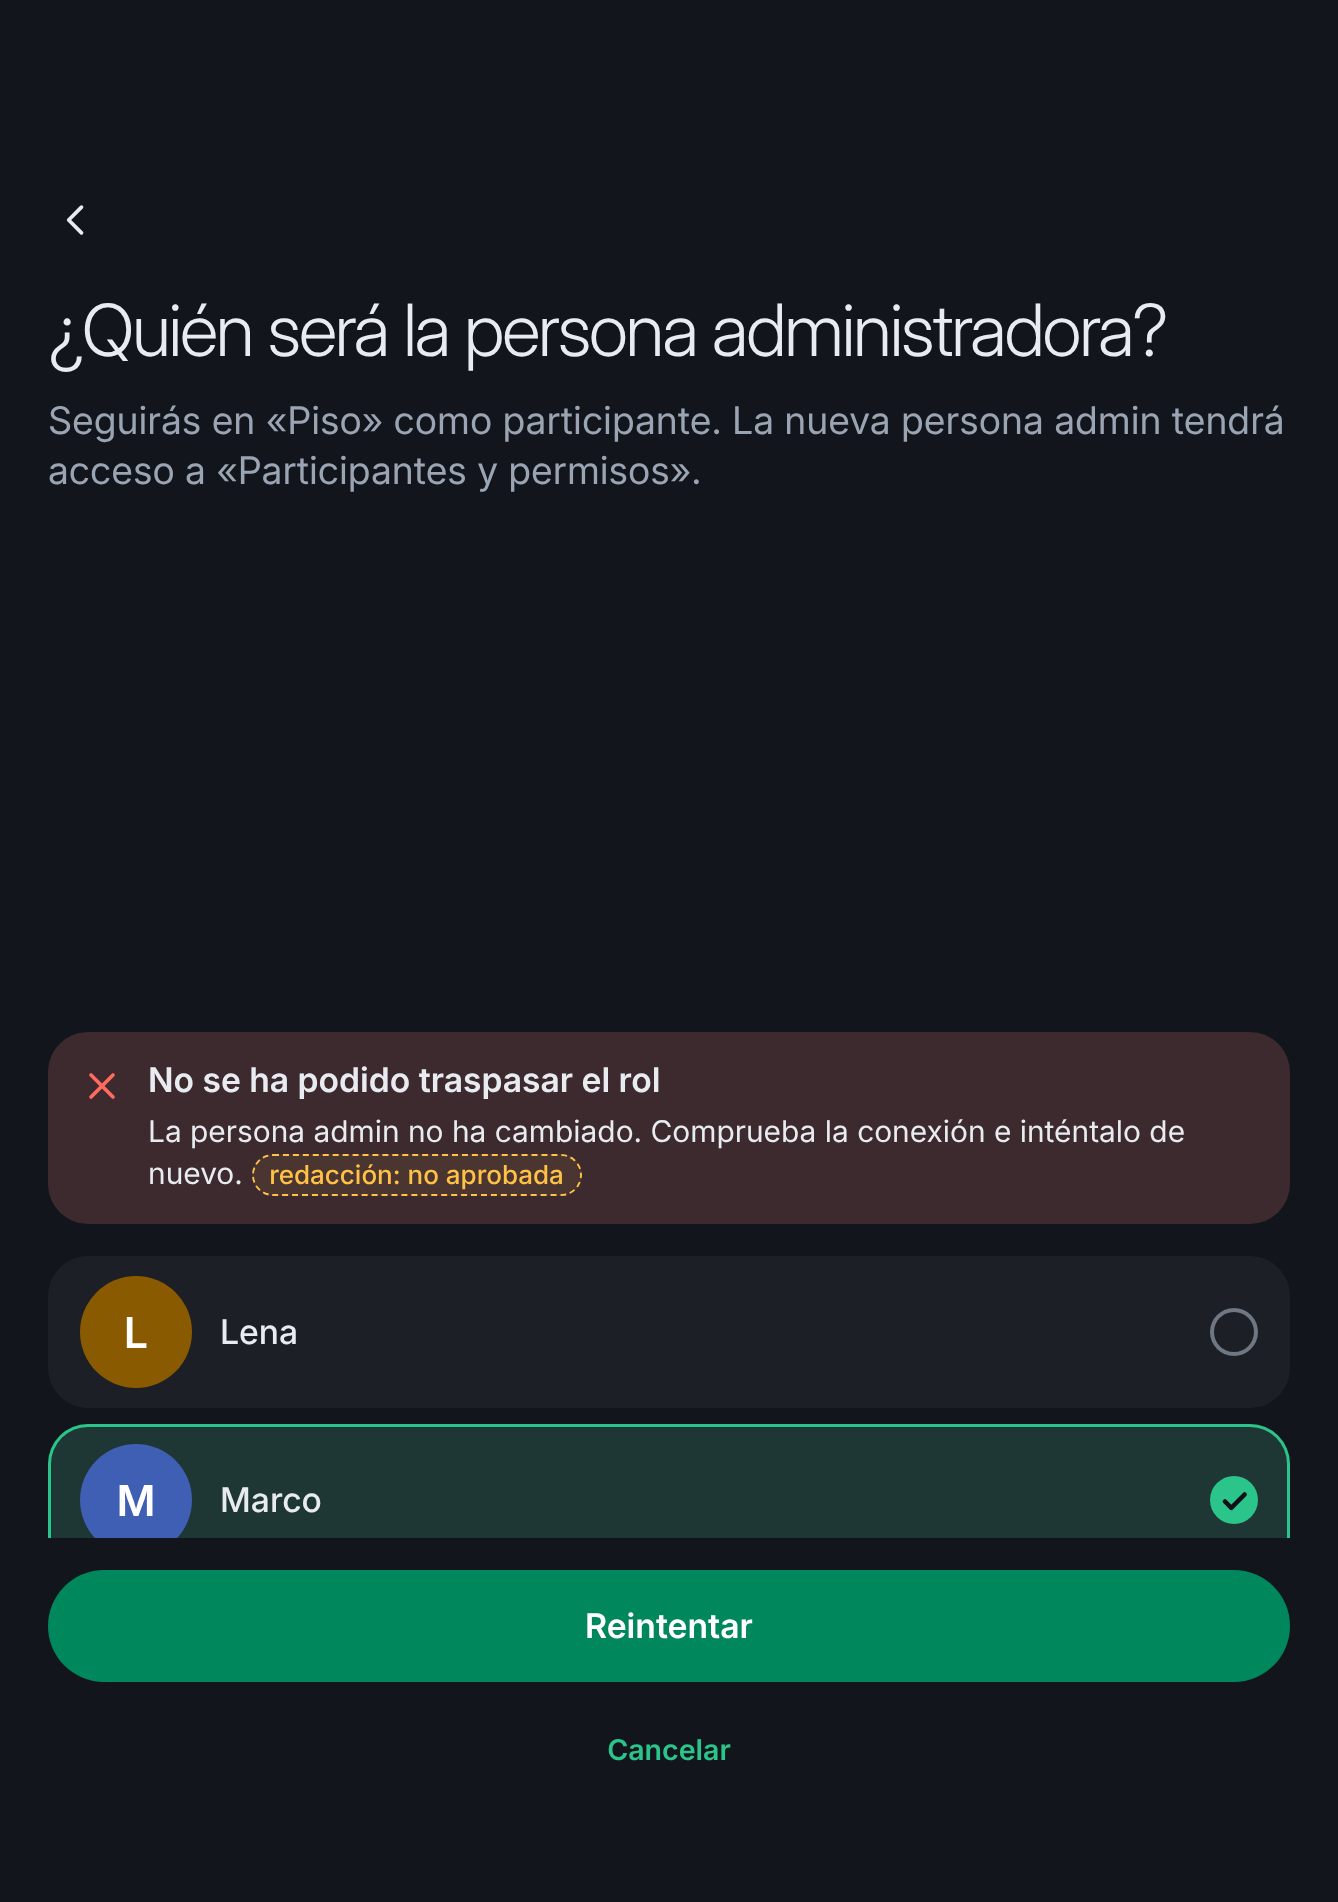 ¿Quién será la persona administradora?
Seguirás en «Piso» como participante. La nueva persona admin tendrá
acceso a «Participantes y permisos».
No se ha podido traspasar el rol
La persona admin no ha cambiado. Comprueba la conexión e inténtalo de
nuevo. redacción: no aprobada
L Lena
M Marco
Reintentar
Cancelar